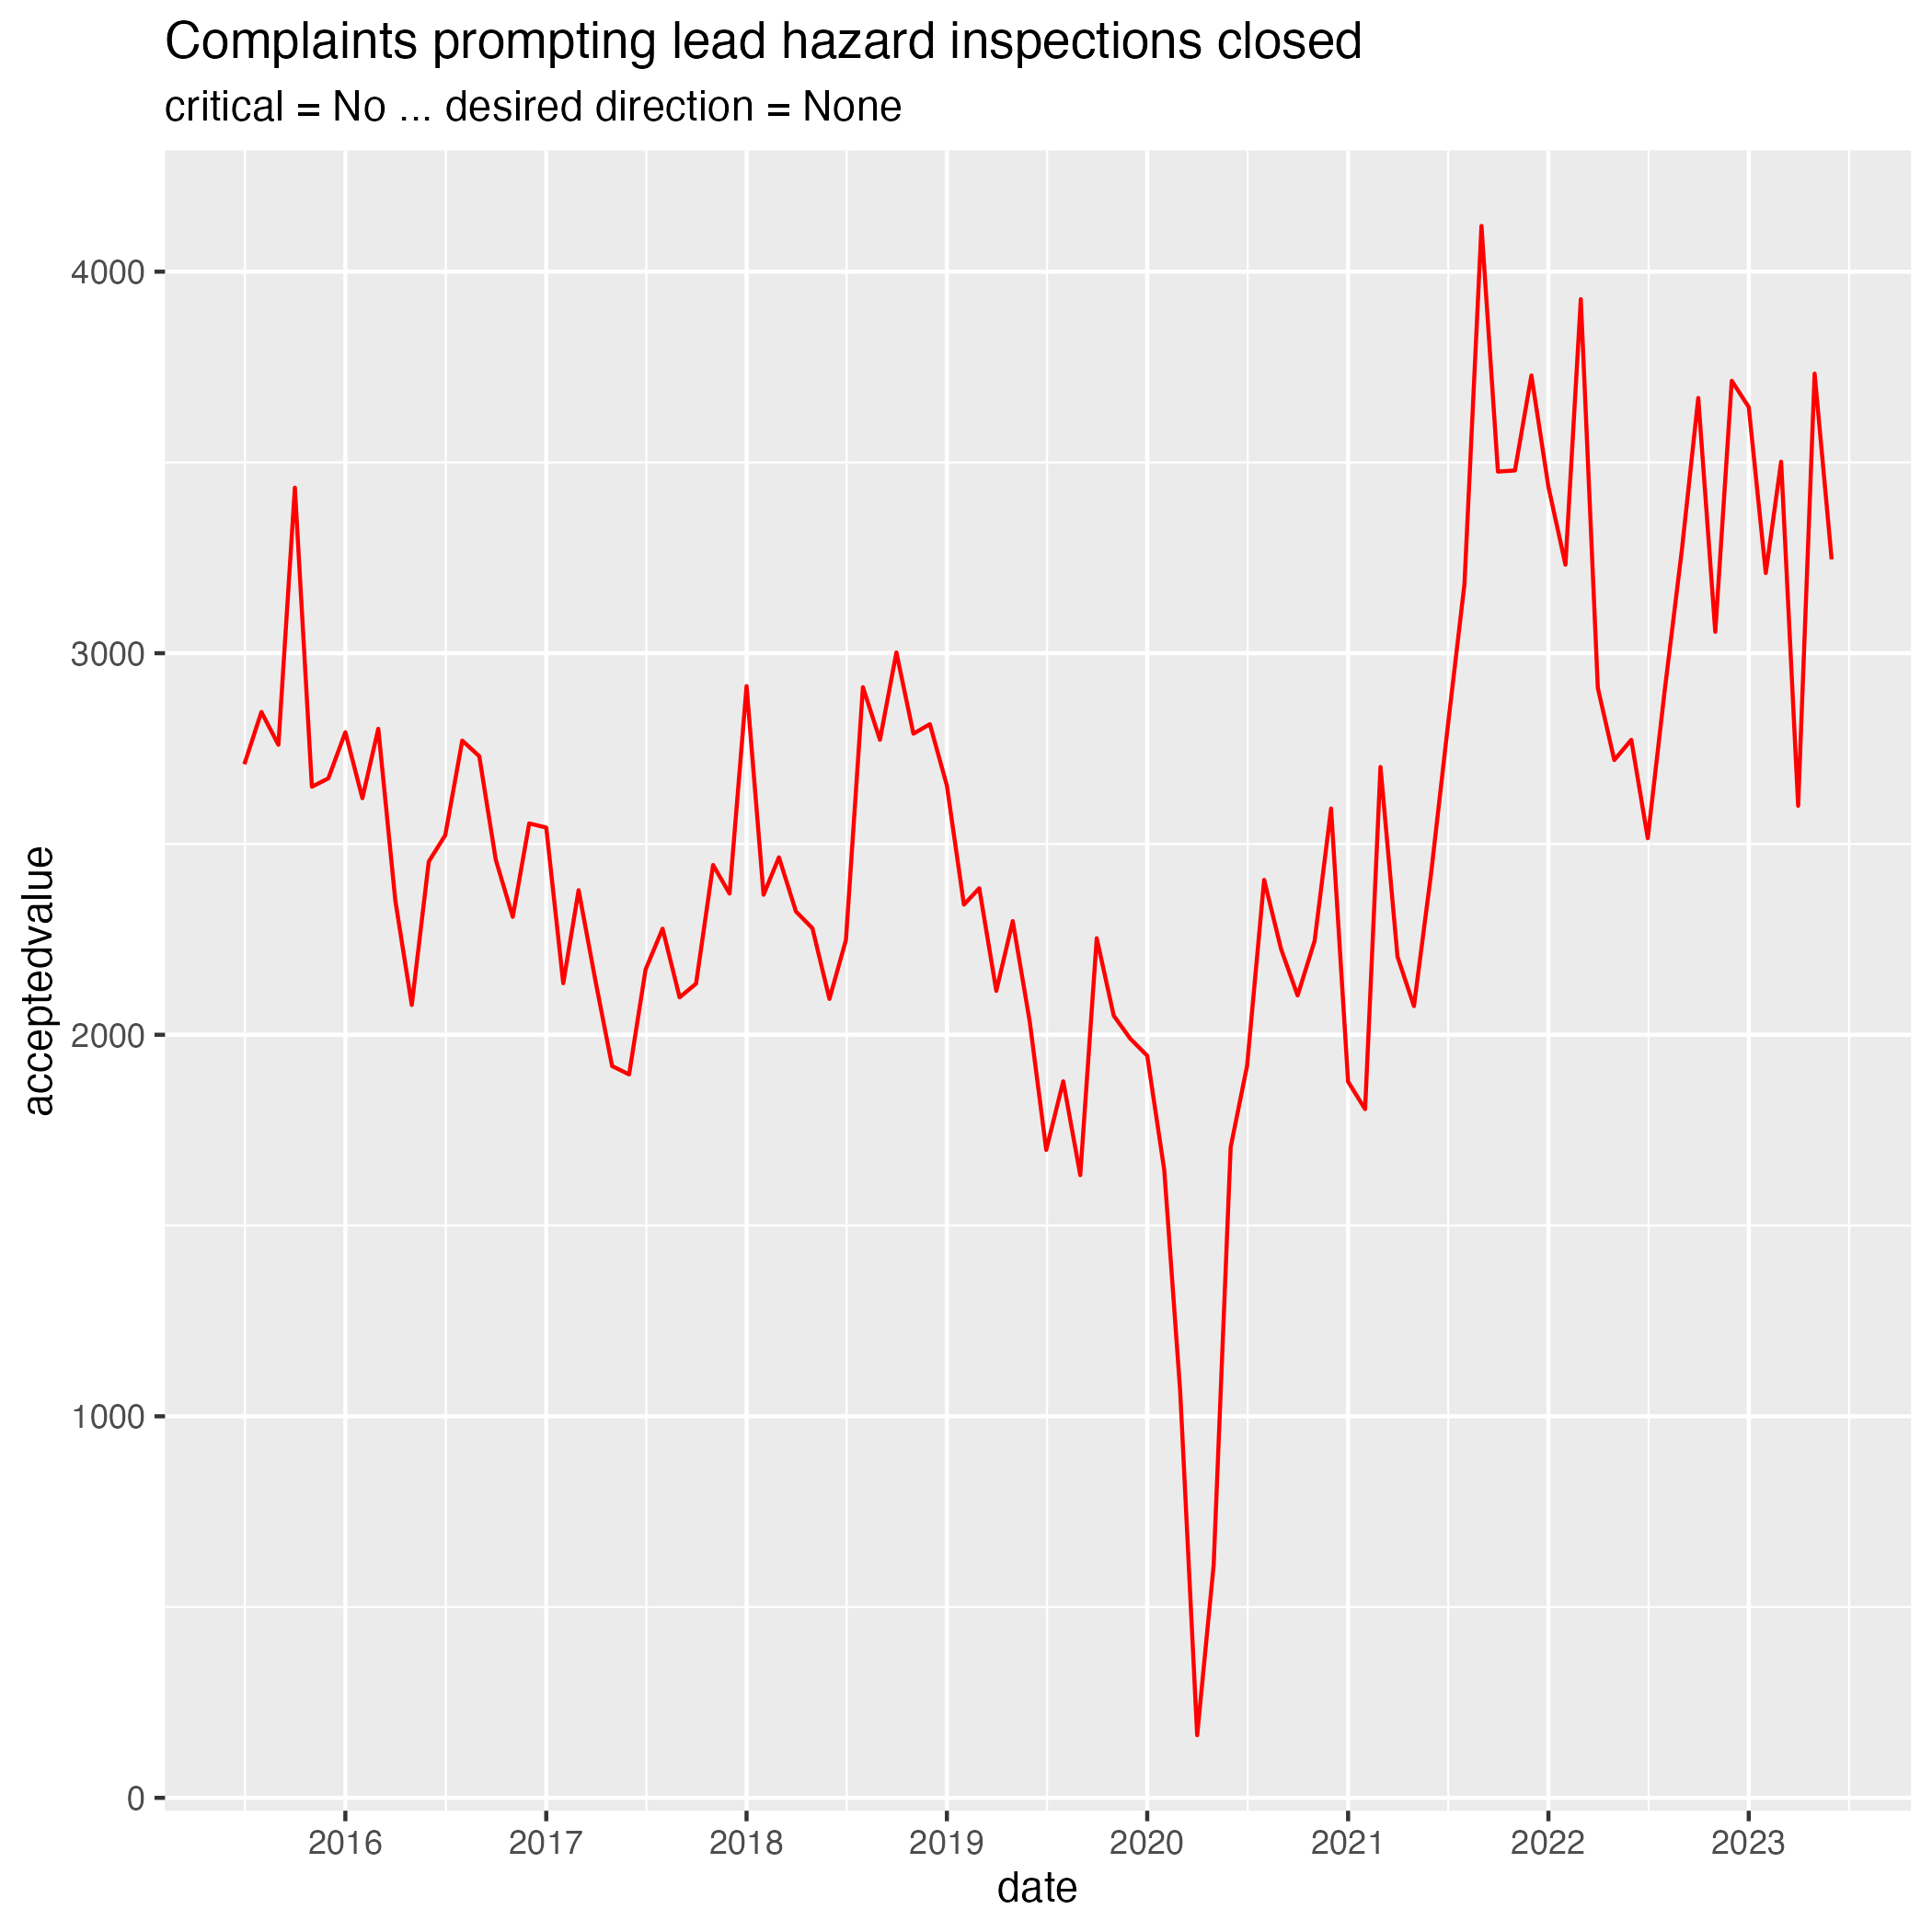 Complaints prompting lead hazard inspections closed
critical = No ... desired direction = None
acceptedvalue
4000
3000
2000
1000
0
2016 2017 2018 2019 2020 2021 2022 2023
date